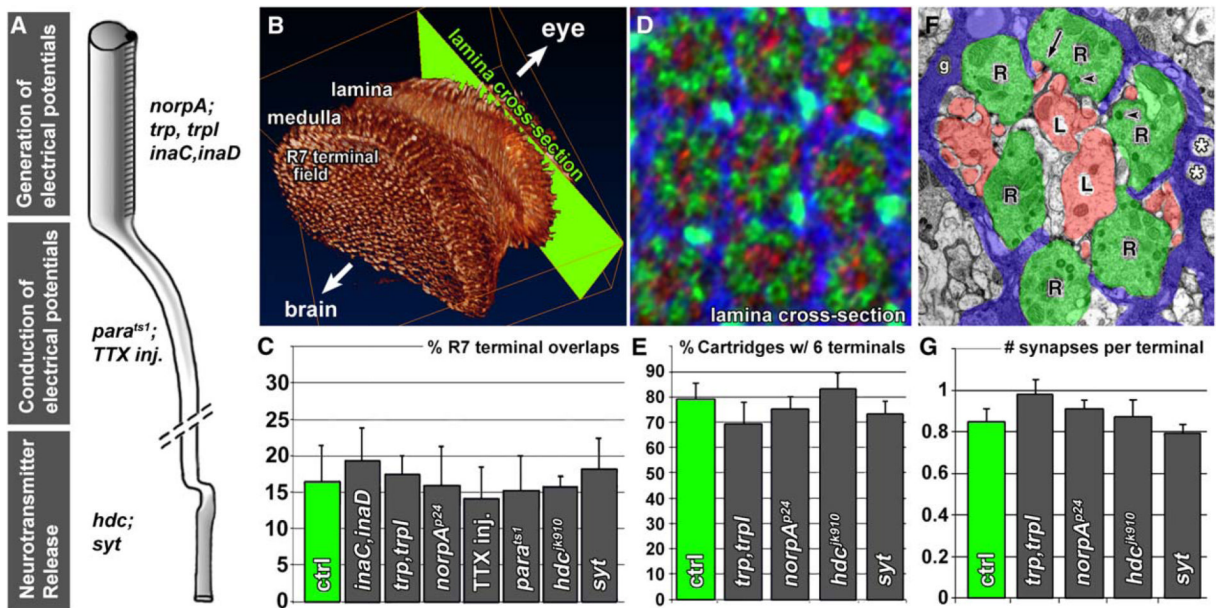 A
Generation of
electrical potentials
norpA;
trp, trpl
inaC,inaD
Conduction of
electrical potentials
para^ts1;
TTX inj.
Neurotransmitter
Release
hdc;
syt
B
eye
lamina cross-section
lamina
medulla
R7 terminal
field
brain
C
% R7 terminal overlaps
30
25
20
15
10
5
0
ctrl
inaC,inaD
trp,trpl
norpA^p24
TTX inj.
para^ts1
hdc^jk910
syt
D
lamina cross-section
E
% Cartridges w/ 6 terminals
90
80
70
60
50
40
30
20
10
0
ctrl
trp,trpl
norpA^p24
hdc^jk910
syt
F
g
R
R
R
R
R
R
L
L
*
*
G
# synapses per terminal
1
0.8
0.6
0.4
0.2
0
ctrl
trp,trpl
norpA^p24
hdc^jk910
syt